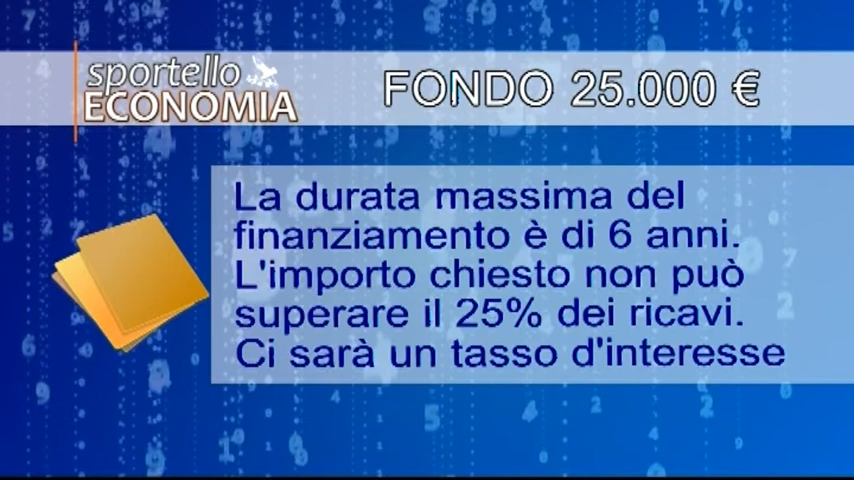 sportello
ECONOMIA
FONDO 25.000 €
La durata massima del
finanziamento è di 6 anni.
L'importo chiesto non può
superare il 25% dei ricavi.
Ci sarà un tasso d'interesse